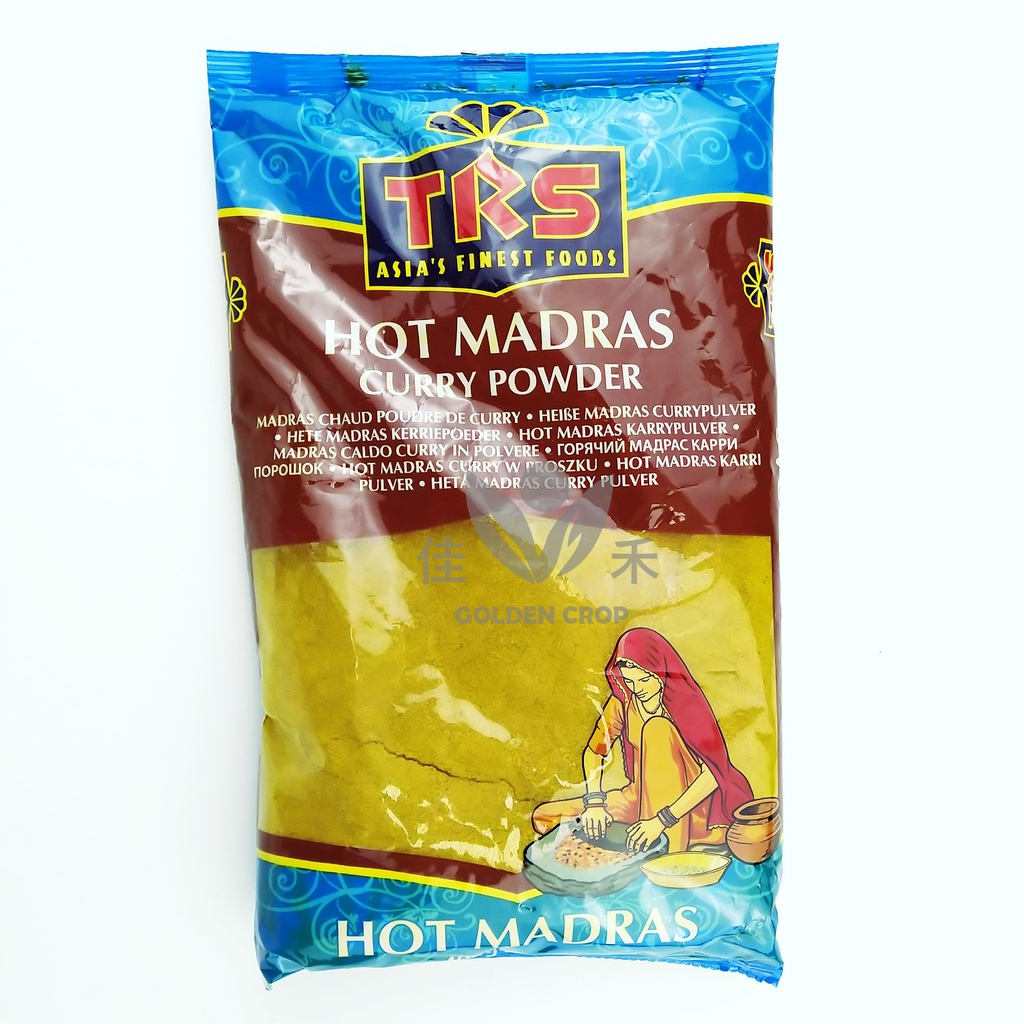 TRS
ASIA'S FINEST FOODS
HOT MADRAS
CURRY POWDER
MADRAS CHAUD POUDRE DE CURRY • HEIßE MADRAS CURRYPULVER
• HETE MADRAS KERRIEPOEDER • HOT MADRAS KARRYPULVER •
MADRAS CALDO CURRY IN POLVERE • ГОРЯЧИЙ МАДРАС КАРРИ
ПОРОШОК • HOT MADRAS CURRY W PROSZKU • HOT MADRAS KARRI
PULVER • HETA MADRAS CURRY PULVER
佳 禾
GOLDEN CROP
HOT MADRAS